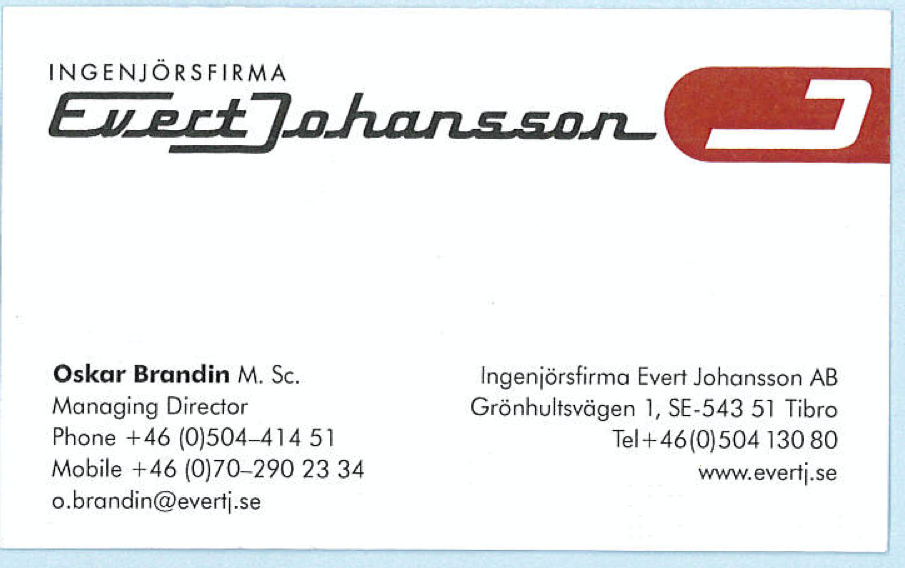 INGENJÖRSFIRMA
Evert Johansson
Oskar Brandin M. Sc.
Managing Director
Phone +46 (0)504–414 51
Mobile +46 (0)70–290 23 34
o.brandin@evertj.se
Ingenjörsfirma Evert Johansson AB
Grönhultsvägen 1, SE-543 51 Tibro
Tel+46(0)504 130 80
www.evertj.se